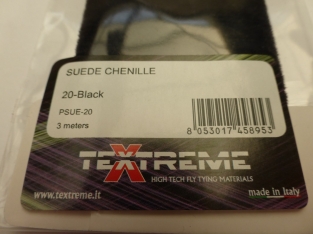 SUEDE CHENILLE
20-Black
PSUE-20
3 meters
8 053017 458953
TEXTREME
HIGH TECH FLY TYING MATERIALS
www.textreme.it
made in Italy